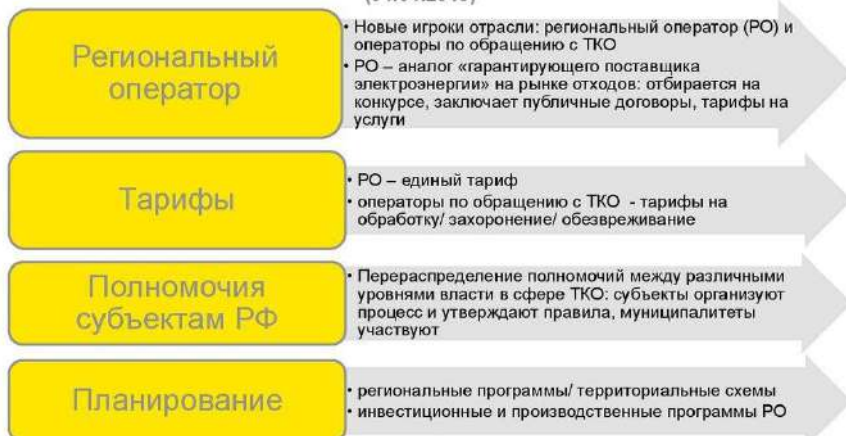 Региональный
оператор
• Новые игроки отрасли: региональный оператор (РО) и
операторы по обращению с ТКО
• РО – аналог «гарантирующего поставщика
электроэнергии» на рынке отходов: отбирается на
конкурсе, заключает публичные договоры, тарифы на
услуги
Тарифы
• РО – единый тариф
• операторы по обращению с ТКО - тарифы на
обработку/ захоронение/ обезвреживание
Полномочия
субъектам РФ
• Перераспределение полномочий между различными
уровнями власти в сфере ТКО: субъекты организуют
процесс и утверждают правила, муниципалитеты
участвуют
Планирование
• региональные программы/ территориальные схемы
• инвестиционные и производственные программы РО